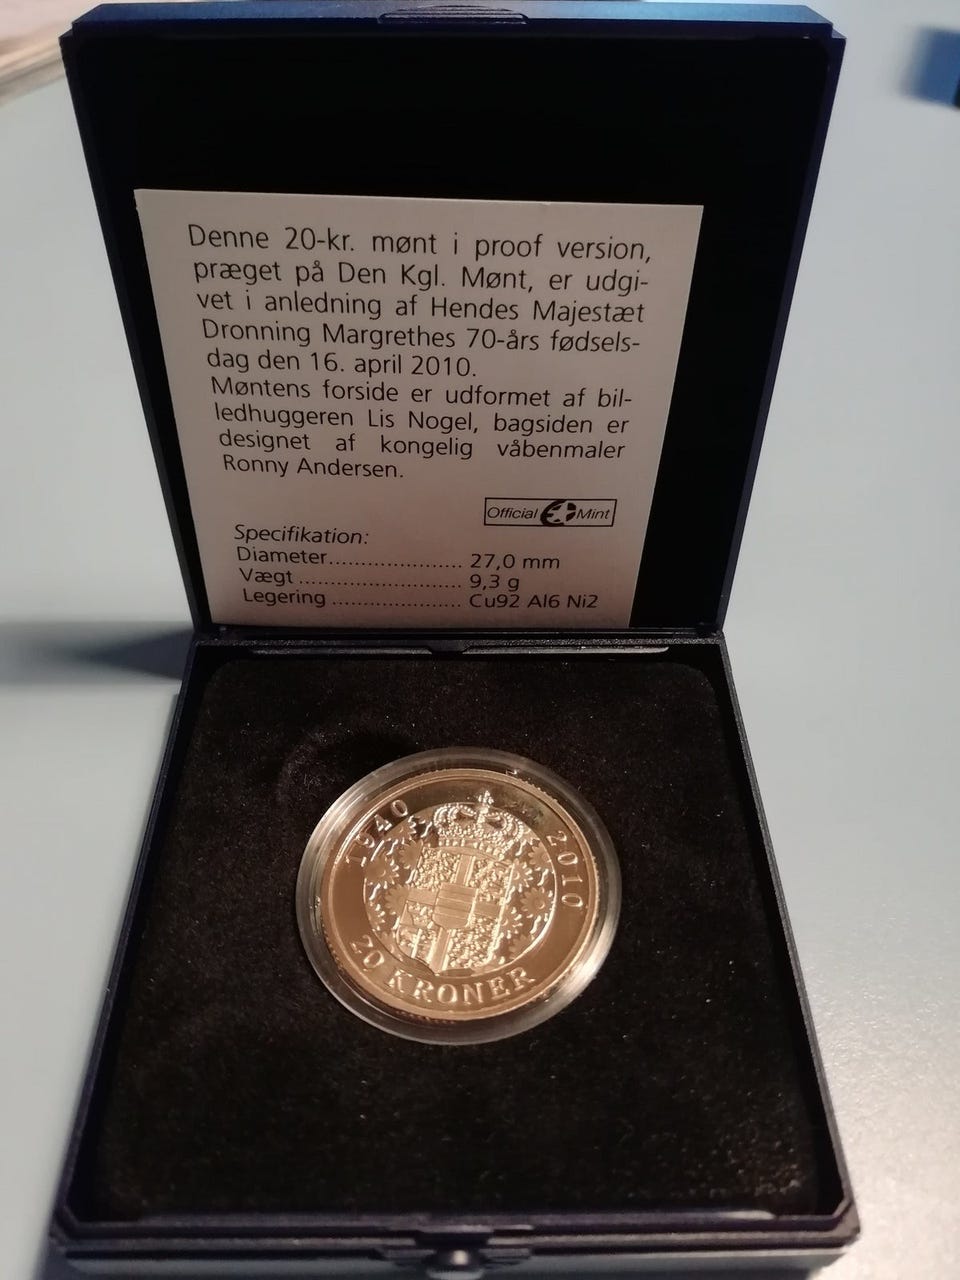 Denne 20-kr. mønt i proof version,
præget på Den Kgl. Mønt, er udgi-
vet i anledning af Hendes Majestæt
Dronning Margrethes 70-års fødsels-
dag den 16. april 2010.
Møntens forside er udformet af bil-
ledhuggeren Lis Nogel, bagsiden er
designet af kongelig våbenmaler
Ronny Andersen.
Official Mint
Specifikation:
Diameter...................... 27,0 mm
Vægt ........................... 9,3 g
Legering ...................... Cu92 Al6 Ni2
1940 2010
20 KRONER